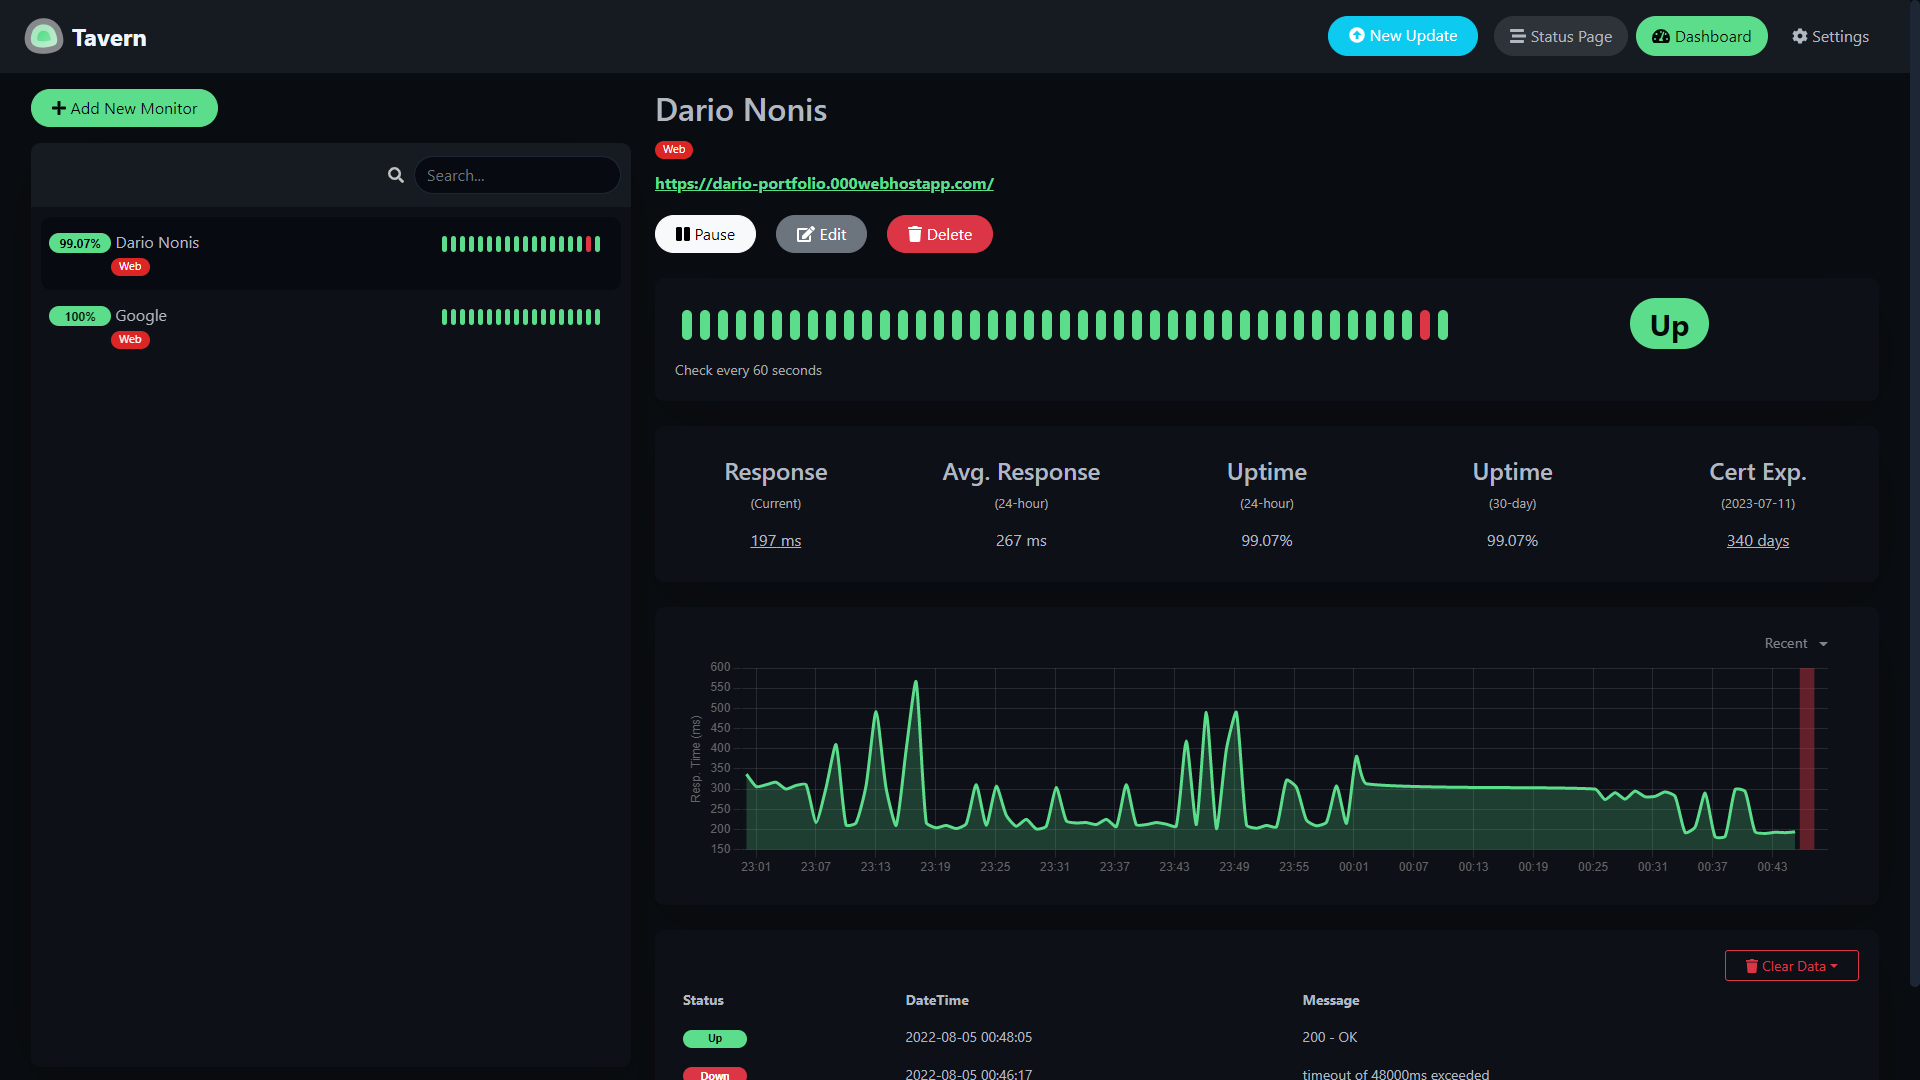 Tavern
New Update
Status Page
Dashboard
Settings
Add New Monitor
Search...
99.07% Dario Nonis
Web
100% Google
Web
Dario Nonis
Web
https://dario-portfolio.000webhostapp.com/
Pause
Edit
Delete
Up
Check every 60 seconds
Response
(Current)
197 ms
Avg. Response
(24-hour)
267 ms
Uptime
(24-hour)
99.07%
Uptime
(30-day)
99.07%
Cert Exp.
(2023-07-11)
340 days
Recent
Resp. Time (ms)
600
550
500
450
400
350
300
250
200
150
23:01 23:07 23:13 23:19 23:25 23:31 23:37 23:43 23:49 23:55 00:01 00:07 00:13 00:19 00:25 00:31 00:37 00:43
Clear Data
Status DateTime Message
Up 2022-08-05 00:48:05 200 - OK
Down 2022-08-05 00:46:17 timeout of 48000ms exceeded